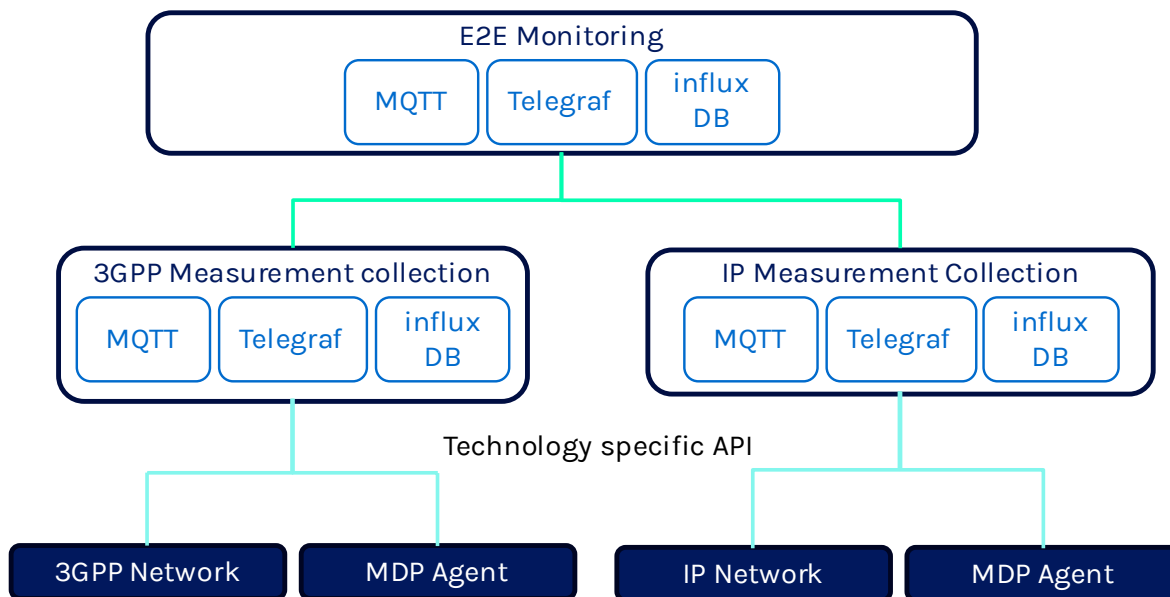 E2E Monitoring
MQTT
Telegraf
influx
DB
3GPP Measurement collection
MQTT
Telegraf
influx
DB
IP Measurement Collection
MQTT
Telegraf
influx
DB
Technology specific API
3GPP Network
MDP Agent
IP Network
MDP Agent